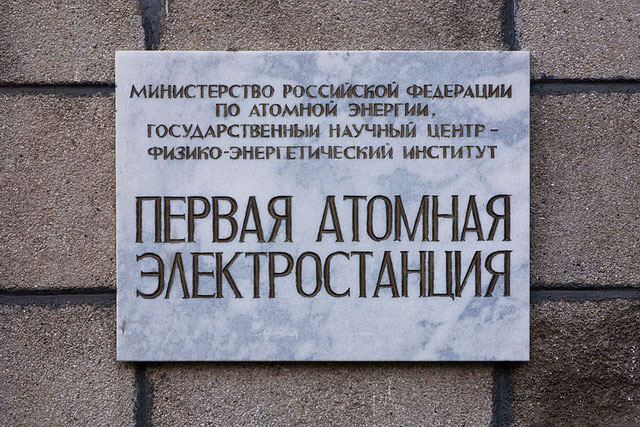 МИНИСТЕРСТВО РОССИЙСКОЙ ФЕДЕРАЦИИ
ПО АТОМНОЙ ЭНЕРГИИ,
ГОСУДАРСТВЕННЫЙ НАУЧНЫЙ ЦЕНТР –
ФИЗИКО-ЭНЕРГЕТИЧЕСКИЙ ИНСТИТУТ
ПЕРВАЯ АТОМНАЯ
ЭЛЕКТРОСТАНЦИЯ